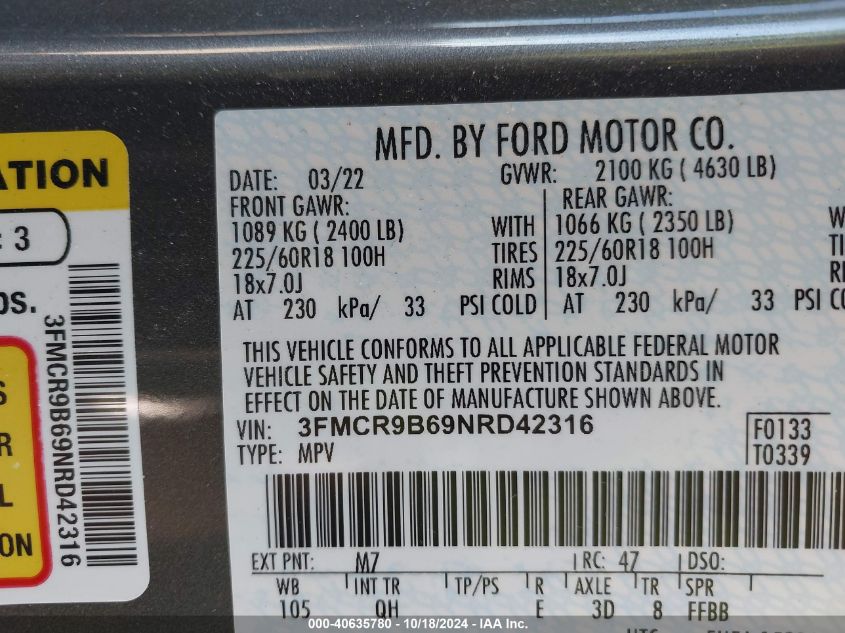 MFD. BY FORD MOTOR CO.
DATE: 03/22 GVWR: 2100 KG ( 4630 LB)
FRONT GAWR: REAR GAWR:
1089 KG ( 2400 LB) WITH 1066 KG ( 2350 LB)
225/60R18 100H TIRES 225/60R18 100H
18x7.0J RIMS 18x7.0J
AT 230 kPa/ 33 PSI COLD AT 230 kPa/ 33 PSI
THIS VEHICLE CONFORMS TO ALL APPLICABLE FEDERAL MOTOR
VEHICLE SAFETY AND THEFT PREVENTION STANDARDS IN
EFFECT ON THE DATE OF MANUFACTURE SHOWN ABOVE.
VIN: 3FMCR9B69NRD42316 F0133
TYPE: MPV T0339
EXT PNT: M7 RC: 47 DSO:
WB INT TR TP/PS R AXLE TR SPR
105 QH E 3D 8 FFBB
ATION
: 3
DS.
S
R
L
ON
3FMCR9B69NRD42316
000-40635780 - 10/18/2024 - IAA Inc.